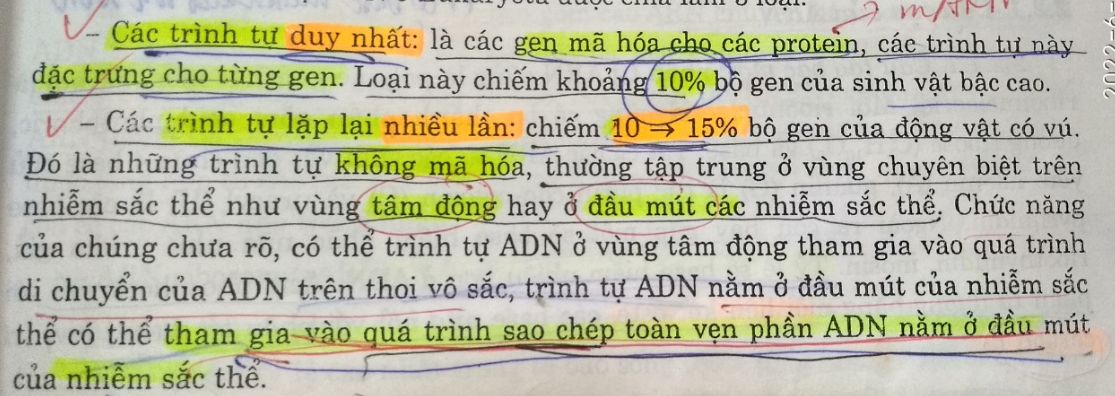 – Các trình tự duy nhất: là các gen mã hóa cho các protein, các trình tự này
đặc trưng cho từng gen. Loại này chiếm khoảng 10% bộ gen của sinh vật bậc cao.
– Các trình tự lặp lại nhiều lần: chiếm 10 → 15% bộ gen của động vật có vú.
Đó là những trình tự không mã hóa, thường tập trung ở vùng chuyên biệt trên
nhiễm sắc thể như vùng tâm động hay ở đầu mút các nhiễm sắc thể. Chức năng
của chúng chưa rõ, có thể trình tự ADN ở vùng tâm động tham gia vào quá trình
di chuyển của ADN trên thoi vô sắc, trình tự ADN nằm ở đầu mút của nhiễm sắc
thể có thể tham gia vào quá trình sao chép toàn vẹn phần ADN nằm ở đầu mút
của nhiễm sắc thể.